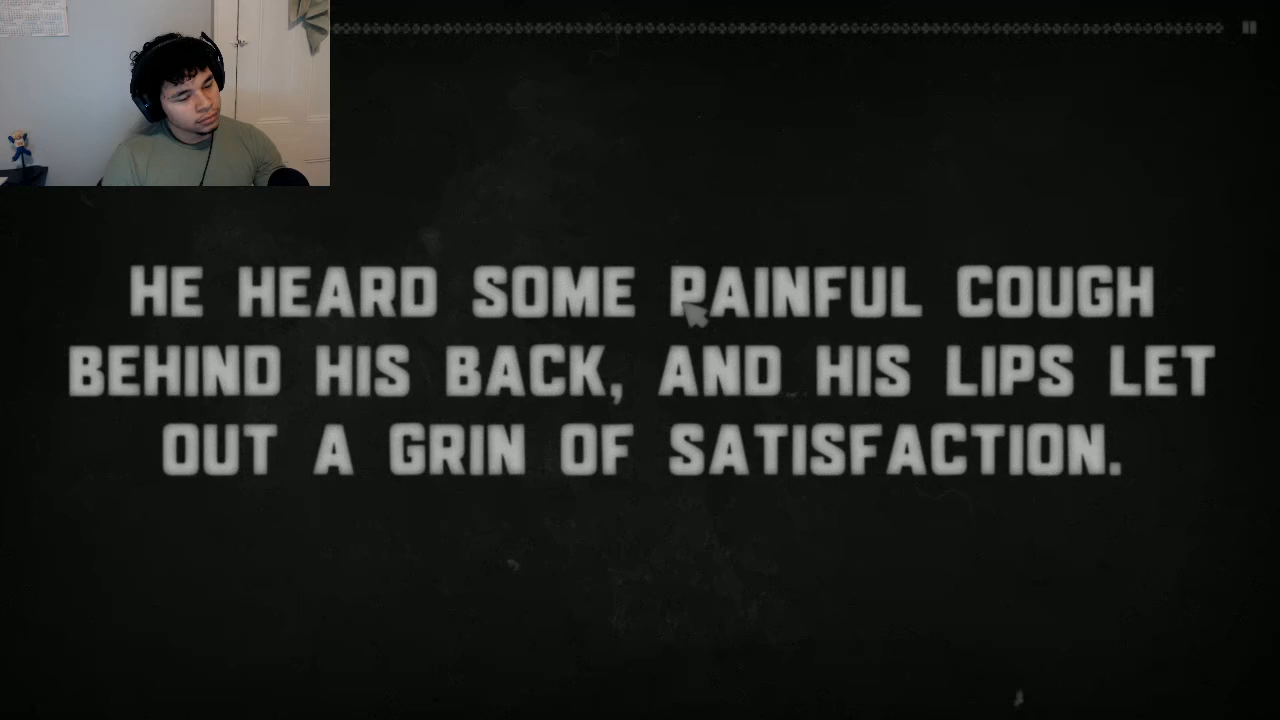 HE HEARD SOME PAINFUL COUGH
BEHIND HIS BACK, AND HIS LIPS LET
OUT A GRIN OF SATISFACTION.